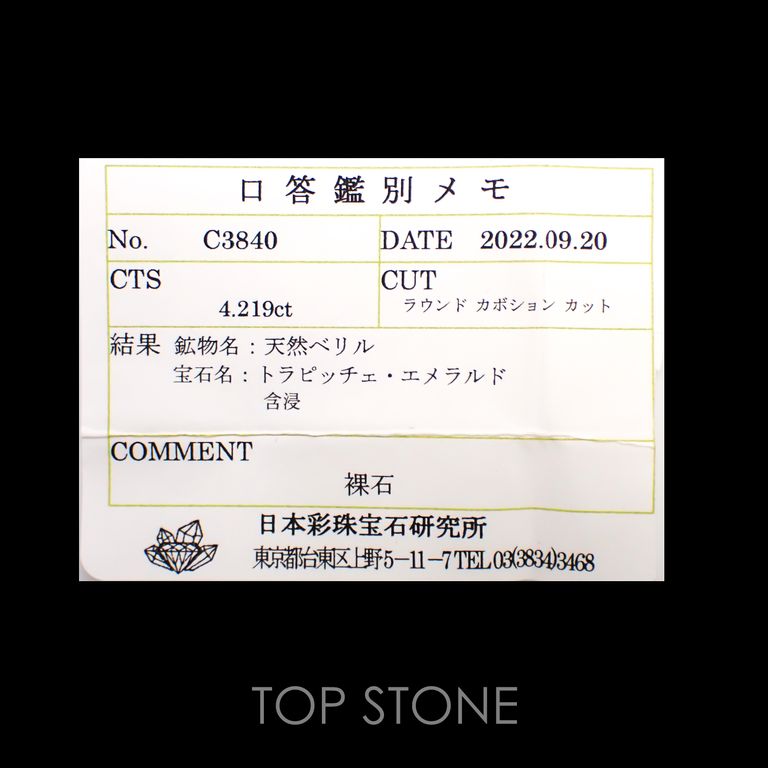 口答鑑別メモ
No. C3840 DATE 2022.09.20
CTS CUT
4.219ct ラウンド カボション カット
結果 鉱物名：天然ベリル
宝石名：トラピッチェ・エメラルド
含浸
COMMENT
裸石
日本彩珠宝石研究所
東京都台東区上野5-11-7 TEL 03(3834)3468
TOP STONE